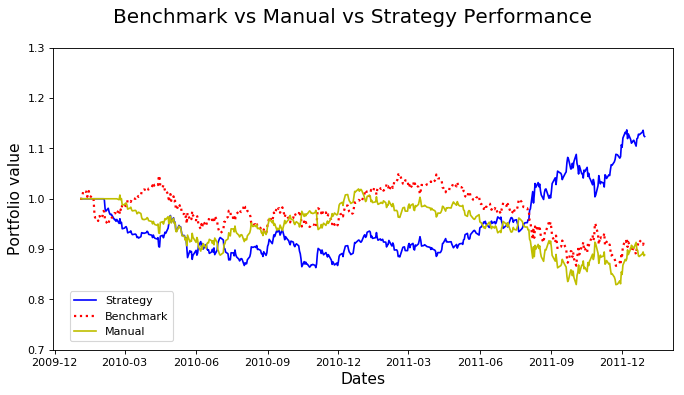 Benchmark vs Manual vs Strategy Performance
Portfolio value
1.3
1.2
1.1
1.0
0.9
0.8
0.7
Strategy
Benchmark
Manual
2009-12 2010-03 2010-06 2010-09 2010-12 2011-03 2011-06 2011-09 2011-12
Dates